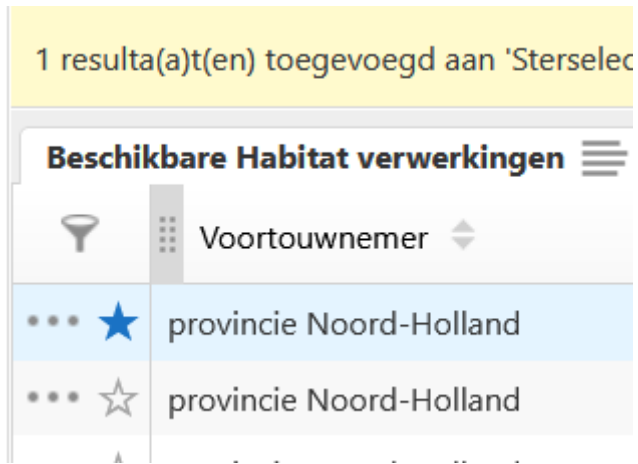 1 resulta(a)t(en) toegevoegd aan 'Sterselec
Beschikbare Habitat verwerkingen
Voortouwnemer
provincie Noord-Holland
provincie Noord-Holland